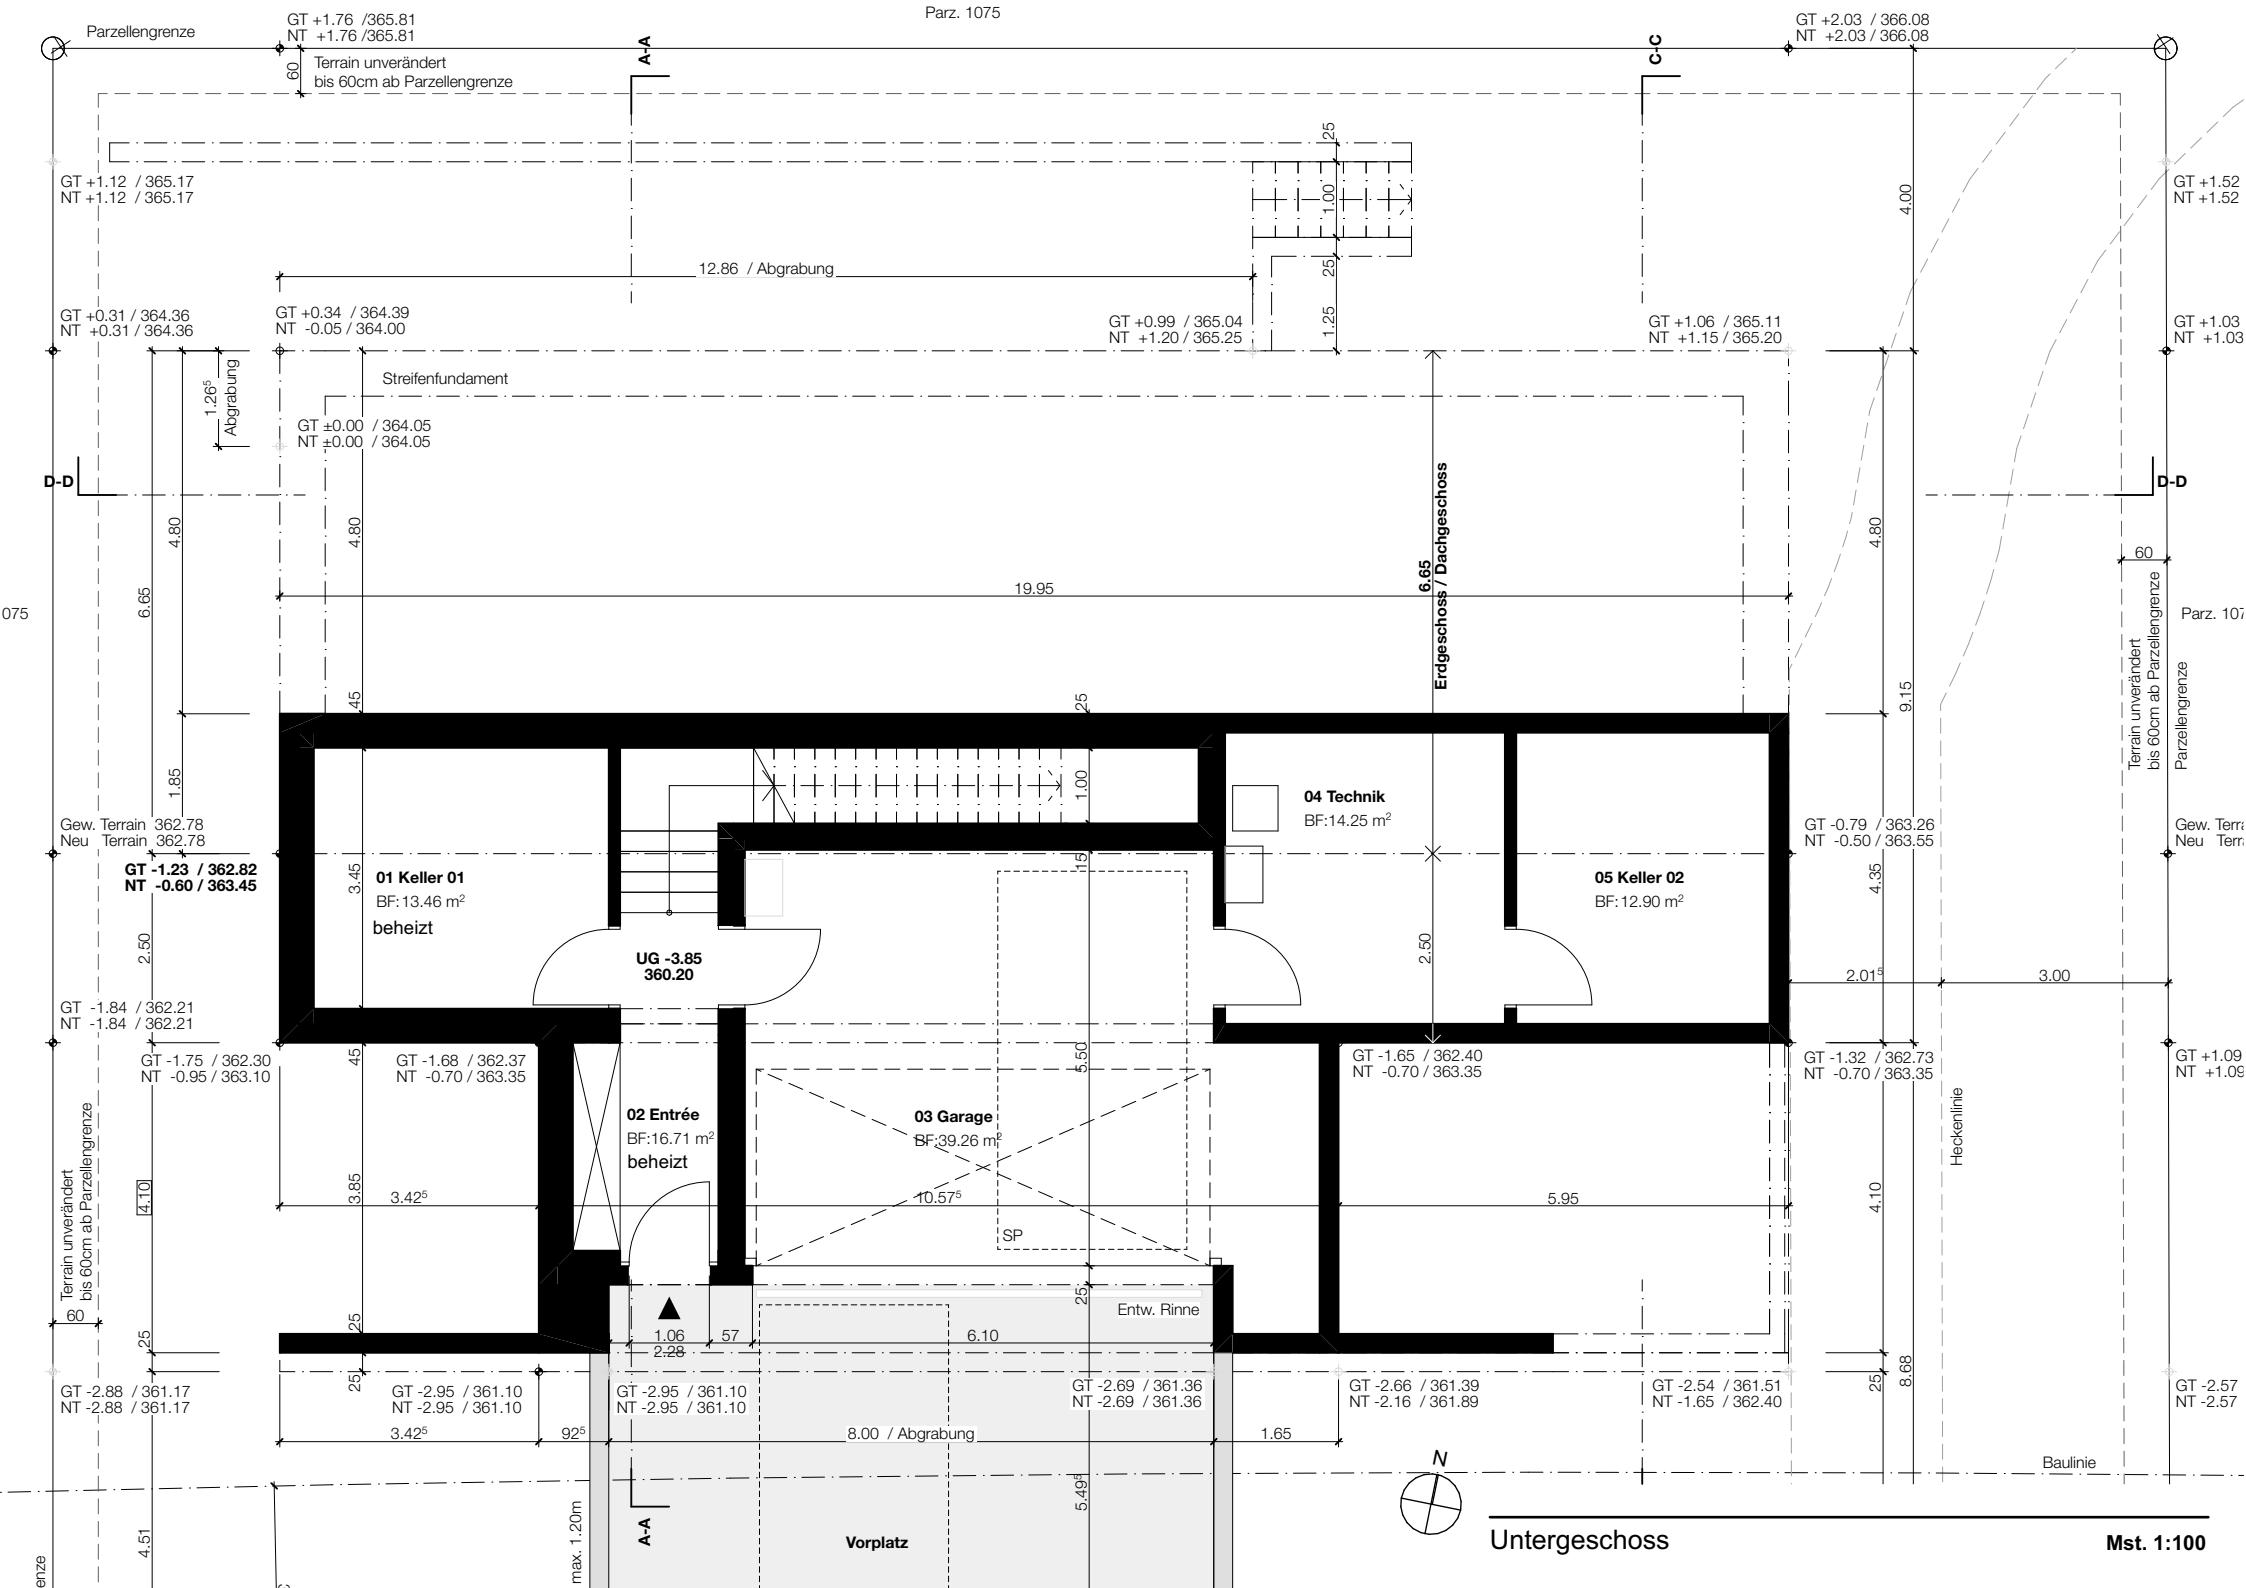 Parz. 1075
GT +1.76 /365.81
NT +1.76 /365.81
GT +2.03 / 366.08
NT +2.03 / 366.08
Parzellengrenze
A-A
C-C
60
Terrain unverändert
bis 60cm ab Parzellengrenze
25
GT +1.12 / 365.17
NT +1.12 / 365.17
1.00
4.00
GT +1.52
NT +1.52
12.86 / Abgrabung
25
GT +0.31 / 364.36
NT +0.31 / 364.36
GT +0.34 / 364.39
NT -0.05 / 364.00
GT +0.99 / 365.04
NT +1.20 / 365.25
1.25
GT +1.06 / 365.11
NT +1.15 / 365.20
GT +1.03
NT +1.03
1.26⁵
Abgrabung
Streifenfundament
GT ±0.00 / 364.05
NT ±0.00 / 364.05
D-D
D-D
4.80
4.80
4.80
60
6.65
Erdgeschoss / Dachgeschoss
19.95
6.65
075
Parz. 107
Terrain unverändert
bis 60cm ab Parzellengrenze
Parzellengrenze
45
25
9.15
1.85
1.00
04 Technik
BF:14.25 m²
Gew. Terrain 362.78
Neu Terrain 362.78
GT -0.79 / 363.26
NT -0.50 / 363.55
Gew. Terra
Neu Terra
GT -1.23 / 362.82
NT -0.60 / 363.45
3.45
01 Keller 01
BF:13.46 m²
beheizt
15
05 Keller 02
BF:12.90 m²
4.35
2.50
UG -3.85
360.20
2.50
2.01⁵
3.00
GT -1.84 / 362.21
NT -1.84 / 362.21
GT -1.75 / 362.30
NT -0.95 / 363.10
45
GT -1.68 / 362.37
NT -0.70 / 363.35
5.50
GT -1.65 / 362.40
NT -0.70 / 363.35
GT -1.32 / 362.73
NT -0.70 / 363.35
GT +1.09
NT +1.09
02 Entrée
BF:16.71 m²
beheizt
03 Garage
BF:39.26 m²
Heckenlinie
Terrain unverändert
bis 60cm ab Parzellengrenze
4.10
3.85
3.42⁵
10.57⁵
5.95
4.10
SP
60
25
25
25
Entw. Rinne
1.06
2.28
57
6.10
GT -2.88 / 361.17
NT -2.88 / 361.17
25
GT -2.95 / 361.10
NT -2.95 / 361.10
GT -2.95 / 361.10
NT -2.95 / 361.10
GT -2.69 / 361.36
NT -2.69 / 361.36
GT -2.66 / 361.39
NT -2.16 / 361.89
GT -2.54 / 361.51
NT -1.65 / 362.40
25
8.68
GT -2.57
NT -2.57
3.42⁵
92⁵
8.00 / Abgrabung
1.65
N
Baulinie
5.49⁵
4.51
max. 1.20m
A-A
Vorplatz
Untergeschoss
Mst. 1:100
enze